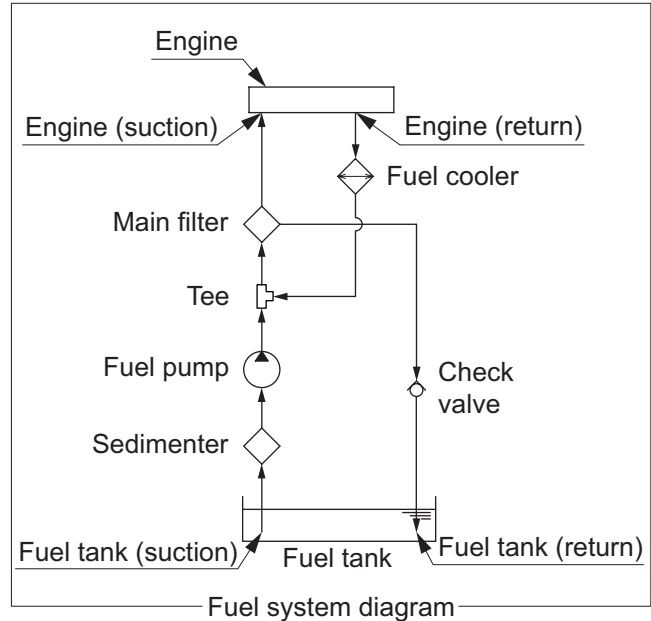 Engine
Engine (suction)
Engine (return)
Fuel cooler
Main filter
Tee
Fuel pump
Check
valve
Sedimenter
Fuel tank (suction)
Fuel tank
Fuel tank (return)
Fuel system diagram